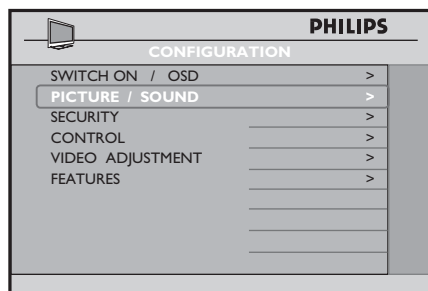 PHILIPS
CONFIGURATION
SWITCH ON / OSD >
PICTURE / SOUND >
SECURITY >
CONTROL >
VIDEO ADJUSTMENT >
FEATURES >